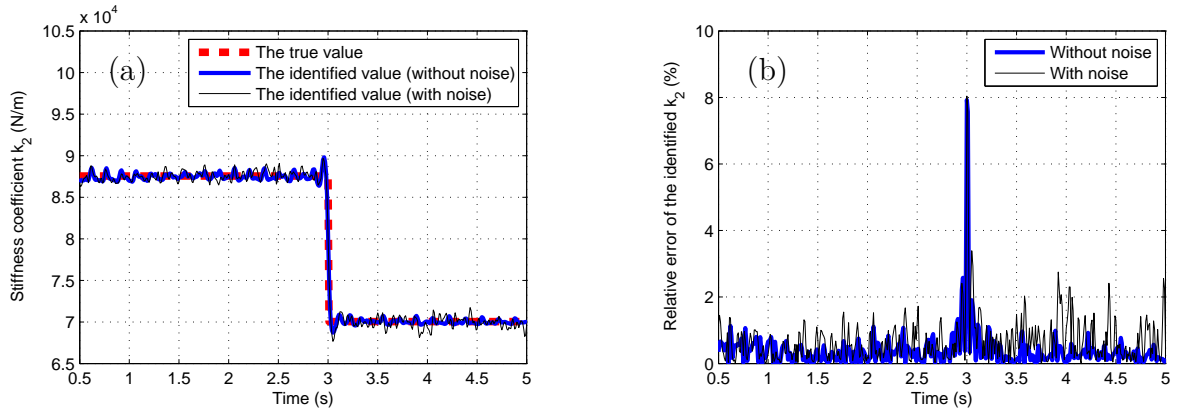 x 10⁴
10.5
10
9.5
9
8.5
8
7.5
7
6.5
0.5 1 1.5 2 2.5 3 3.5 4 4.5 5
Time (s)
Stiffness coefficient k₂ (N/m)
(a)
The true value
The identified value (without noise)
The identified value (with noise)
10
8
6
4
2
0
0.5 1 1.5 2 2.5 3 3.5 4 4.5 5
Time (s)
Relative error of the identified k₂ (%)
(b)
Without noise
With noise